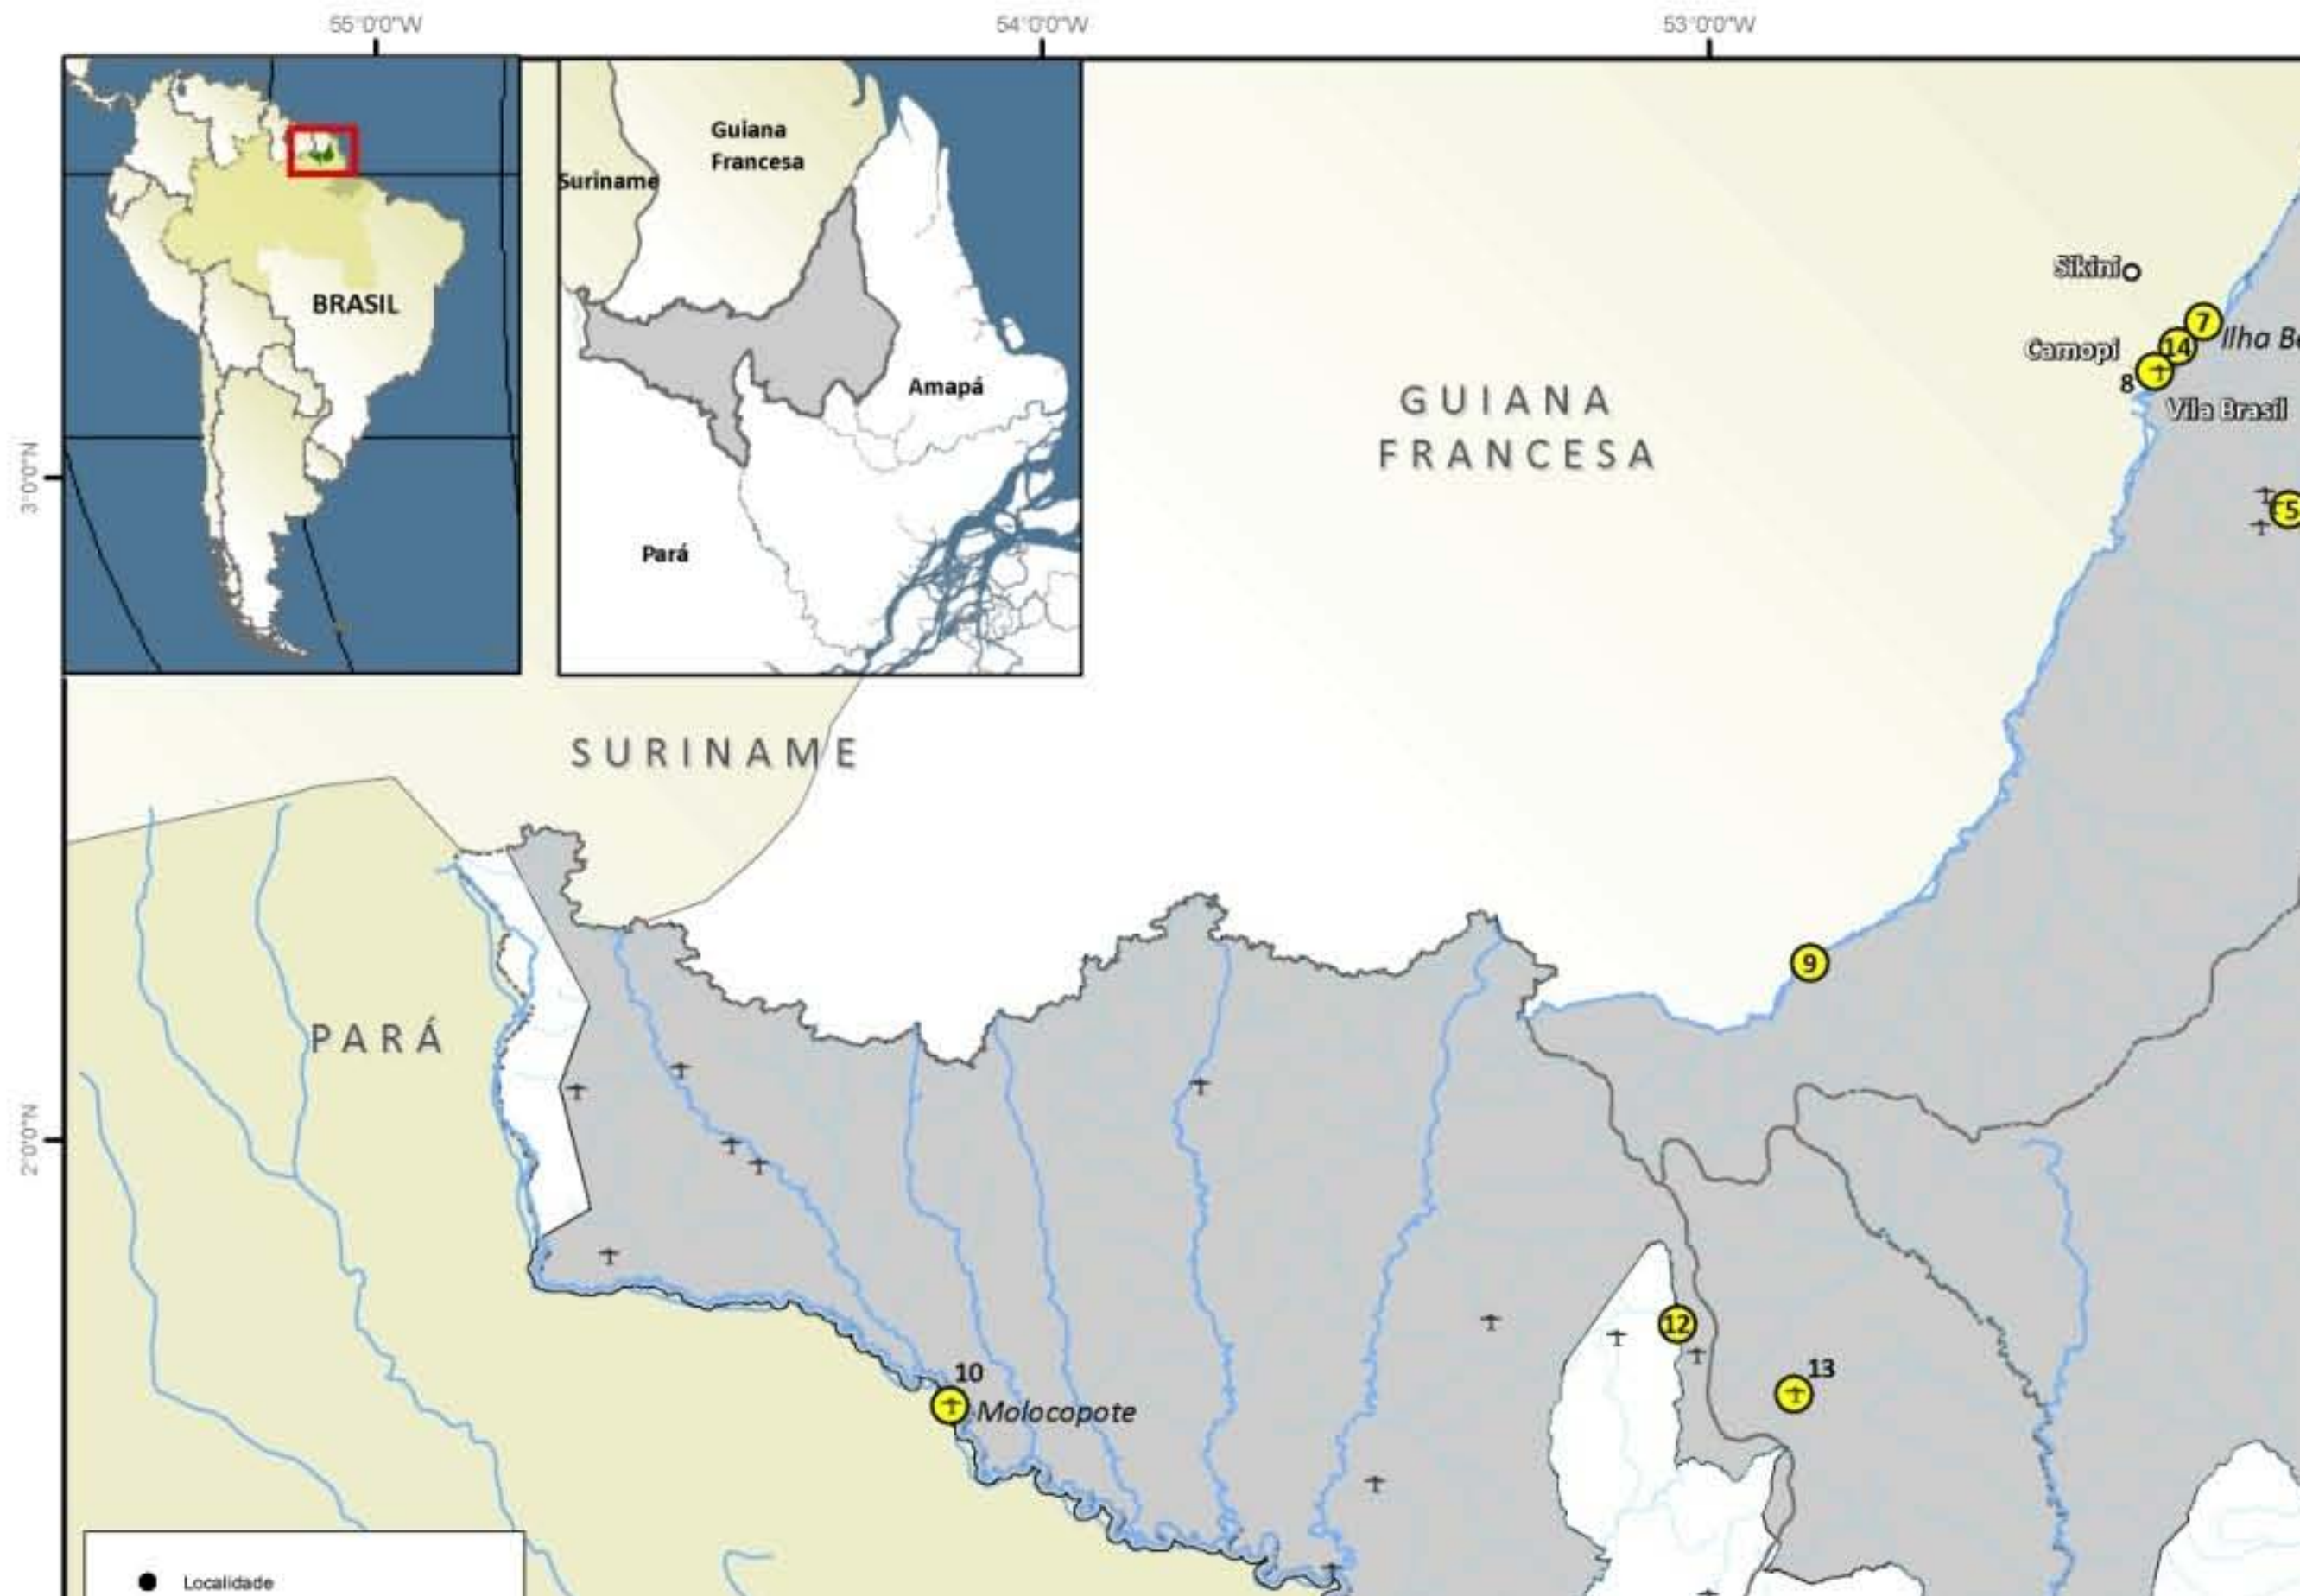 55°0'0"W
54°0'0"W
53°0'0"W
3°0'0"N
2°0'0"N
BRASIL
Guiana
Francesa
Suriname
Amapá
Pará
GUIANA
FRANCESA
Sikini
7
Ilha
14
Camopi
8
Vila Brasil
5
SURINAME
9
PARÁ
12
13
10
Molocopote
Localidade